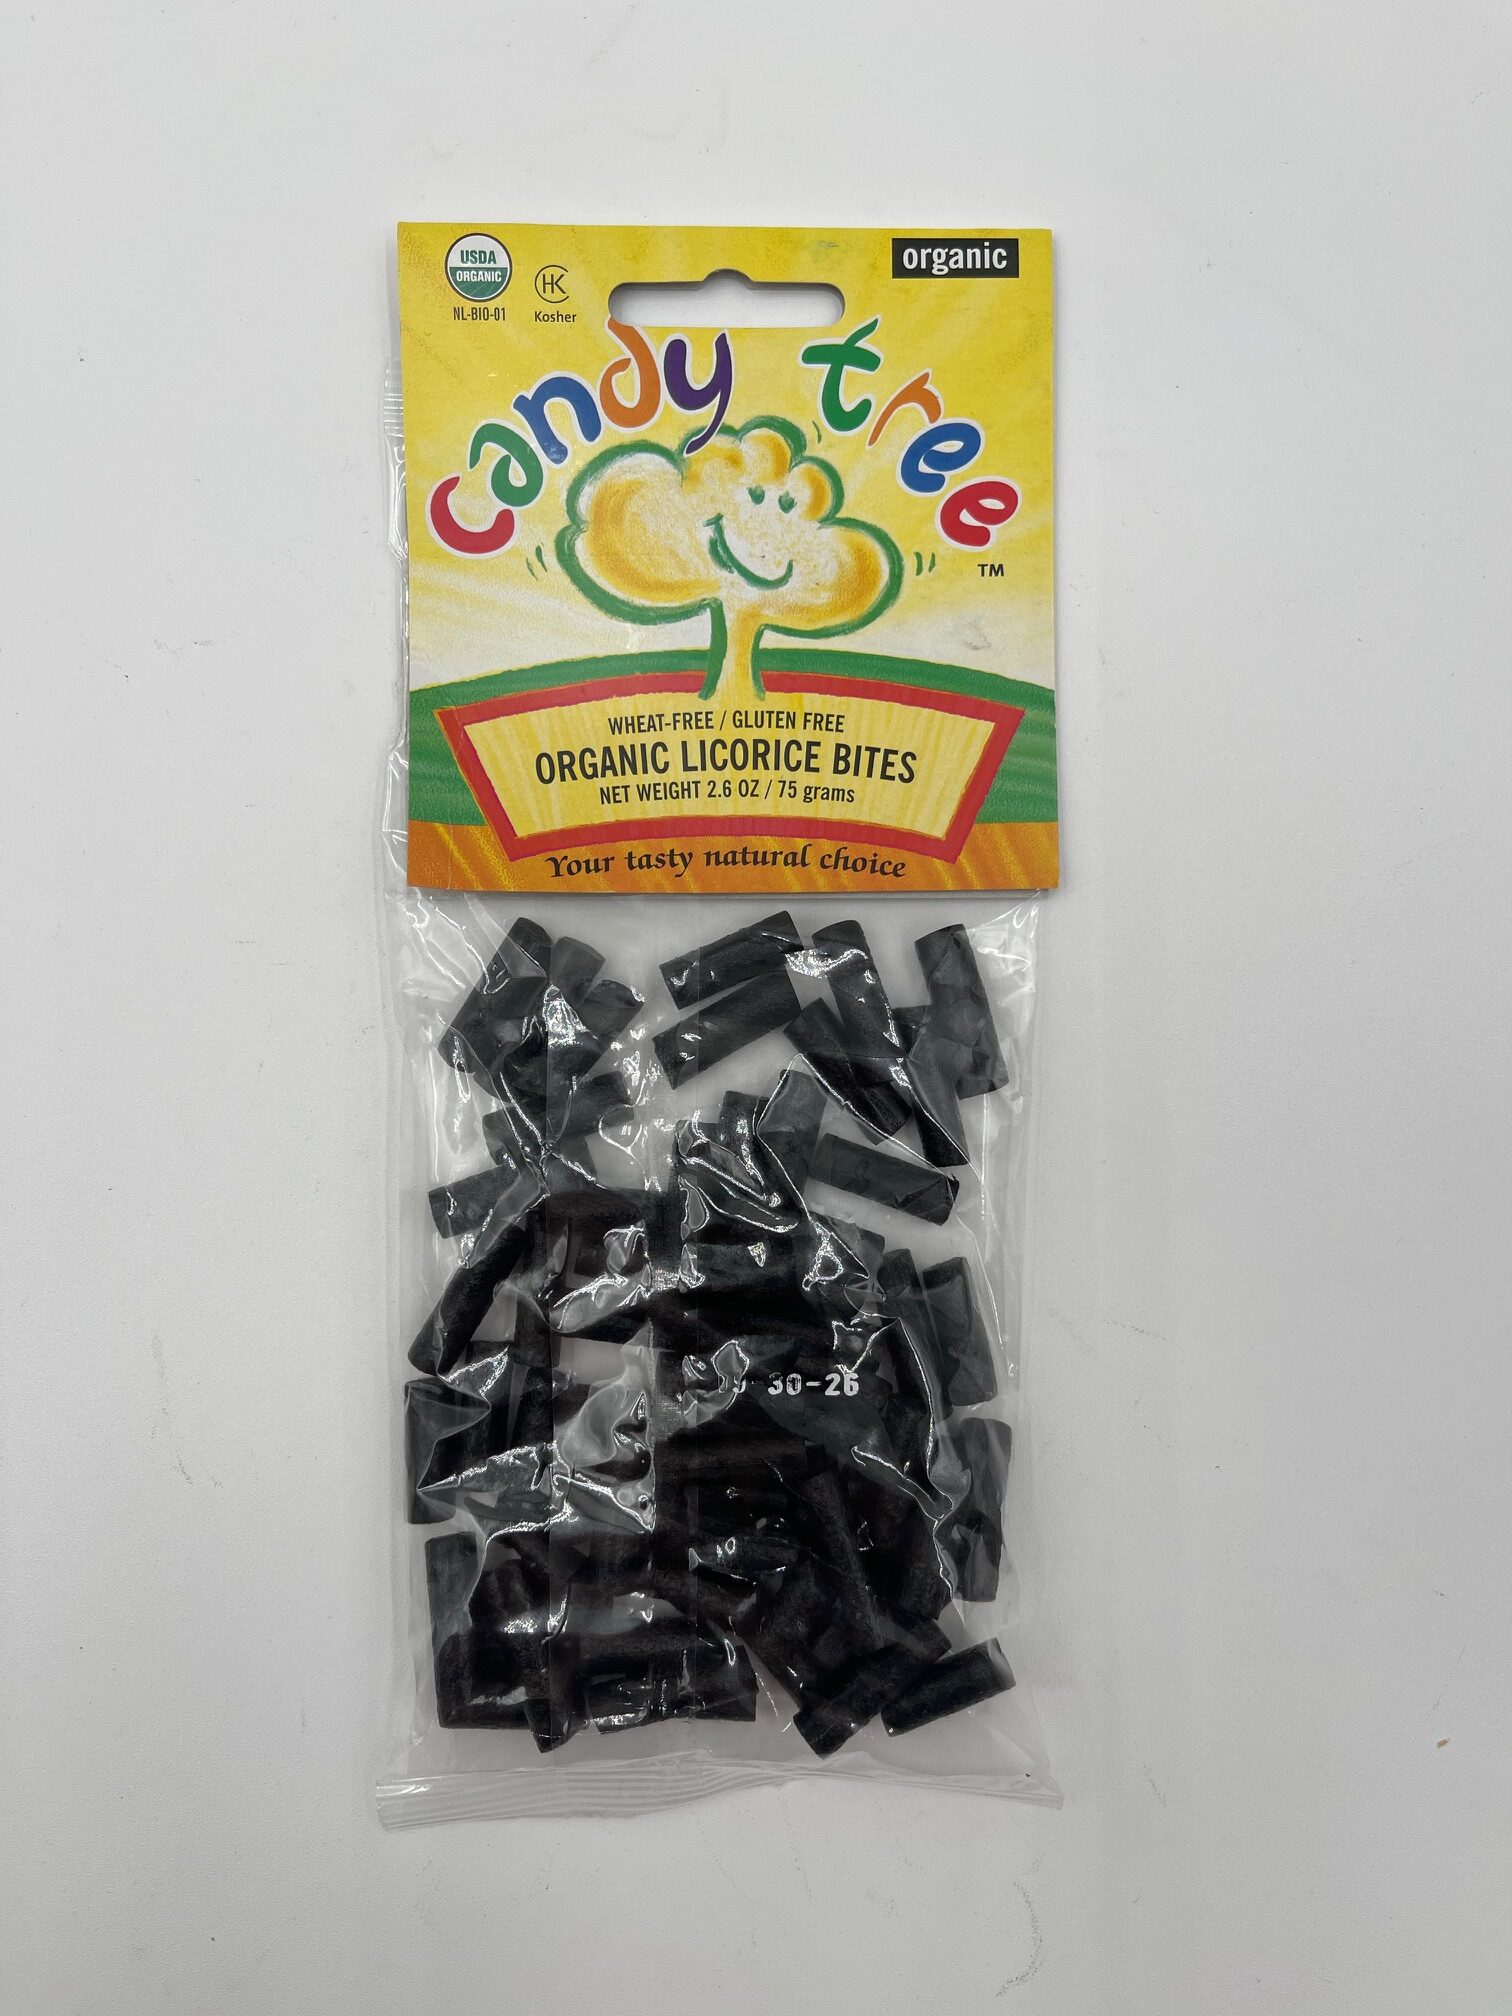 USDA
ORGANIC
NL-BIO-01
HK
Kosher
organic
candy tree
TM
WHEAT-FREE / GLUTEN FREE
ORGANIC LICORICE BITES
NET WEIGHT 2.6 OZ / 75 grams
Your tasty natural choice
30-26